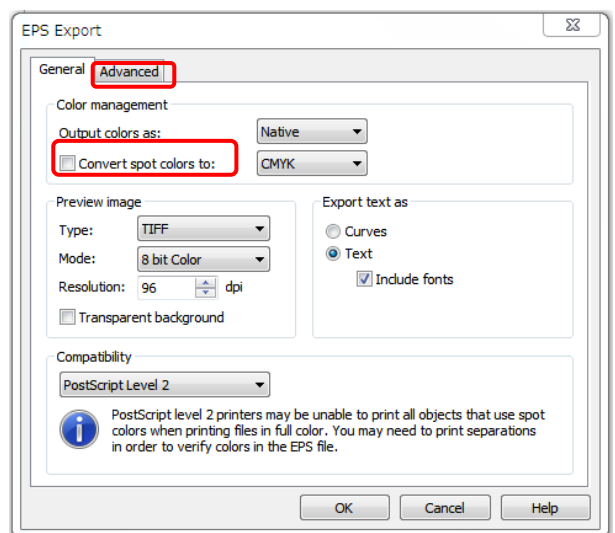 EPS Export
General Advanced
Color management
Output colors as: Native
Convert spot colors to: CMYK
Preview image
Type: TIFF
Mode: 8 bit Color
Resolution: 96 dpi
Transparent background
Export text as
Curves
Text
Include fonts
Compatibility
PostScript Level 2
PostScript level 2 printers may be unable to print all objects that use spot
colors when printing files in full color. You may need to print separations
in order to verify colors in the EPS file.
OK Cancel Help